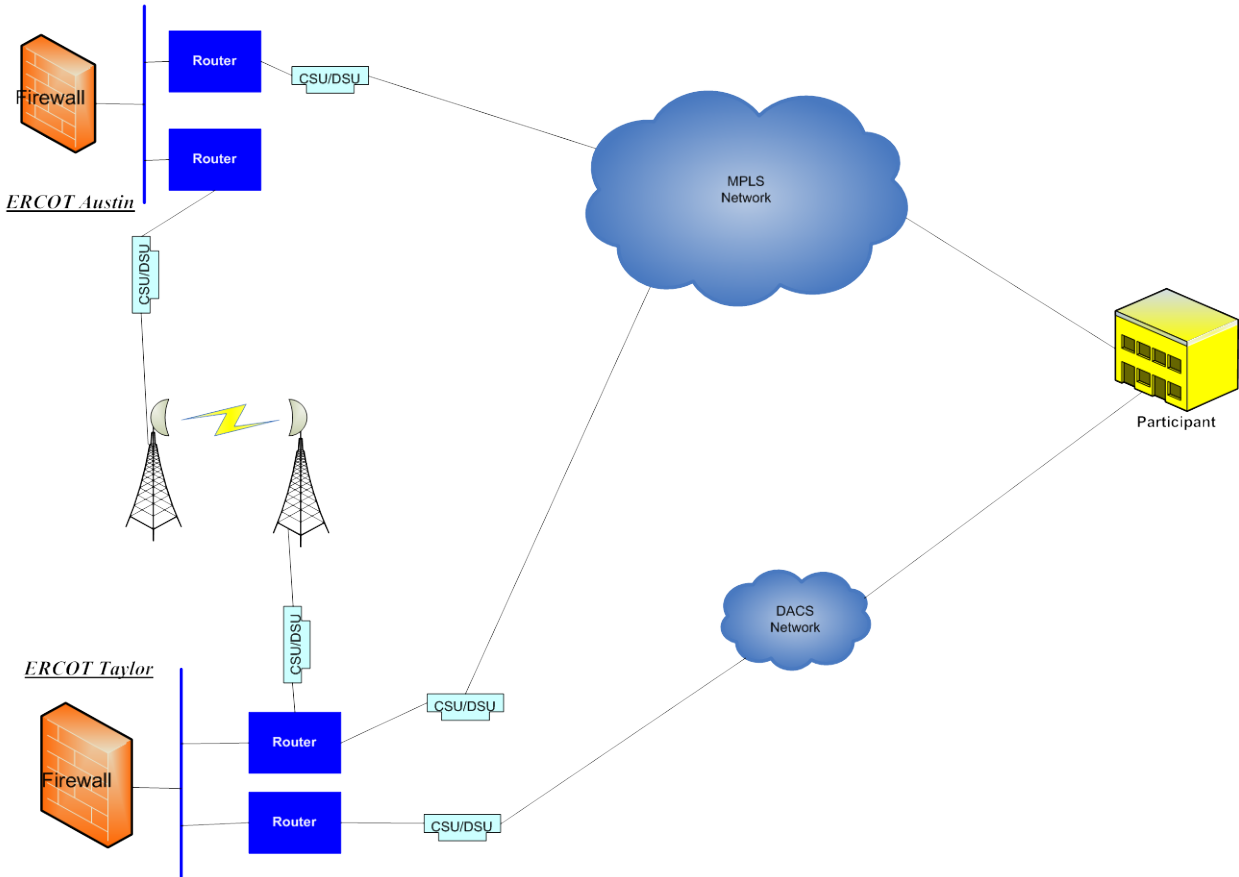 Router
CSU/DSU
Firewall
Router
ERCOT Austin
CSU/DSU
MPLS
Network
Participant
DACS
Network
CSU/DSU
ERCOT Taylor
CSU/DSU
Router
Firewall
Router
CSU/DSU